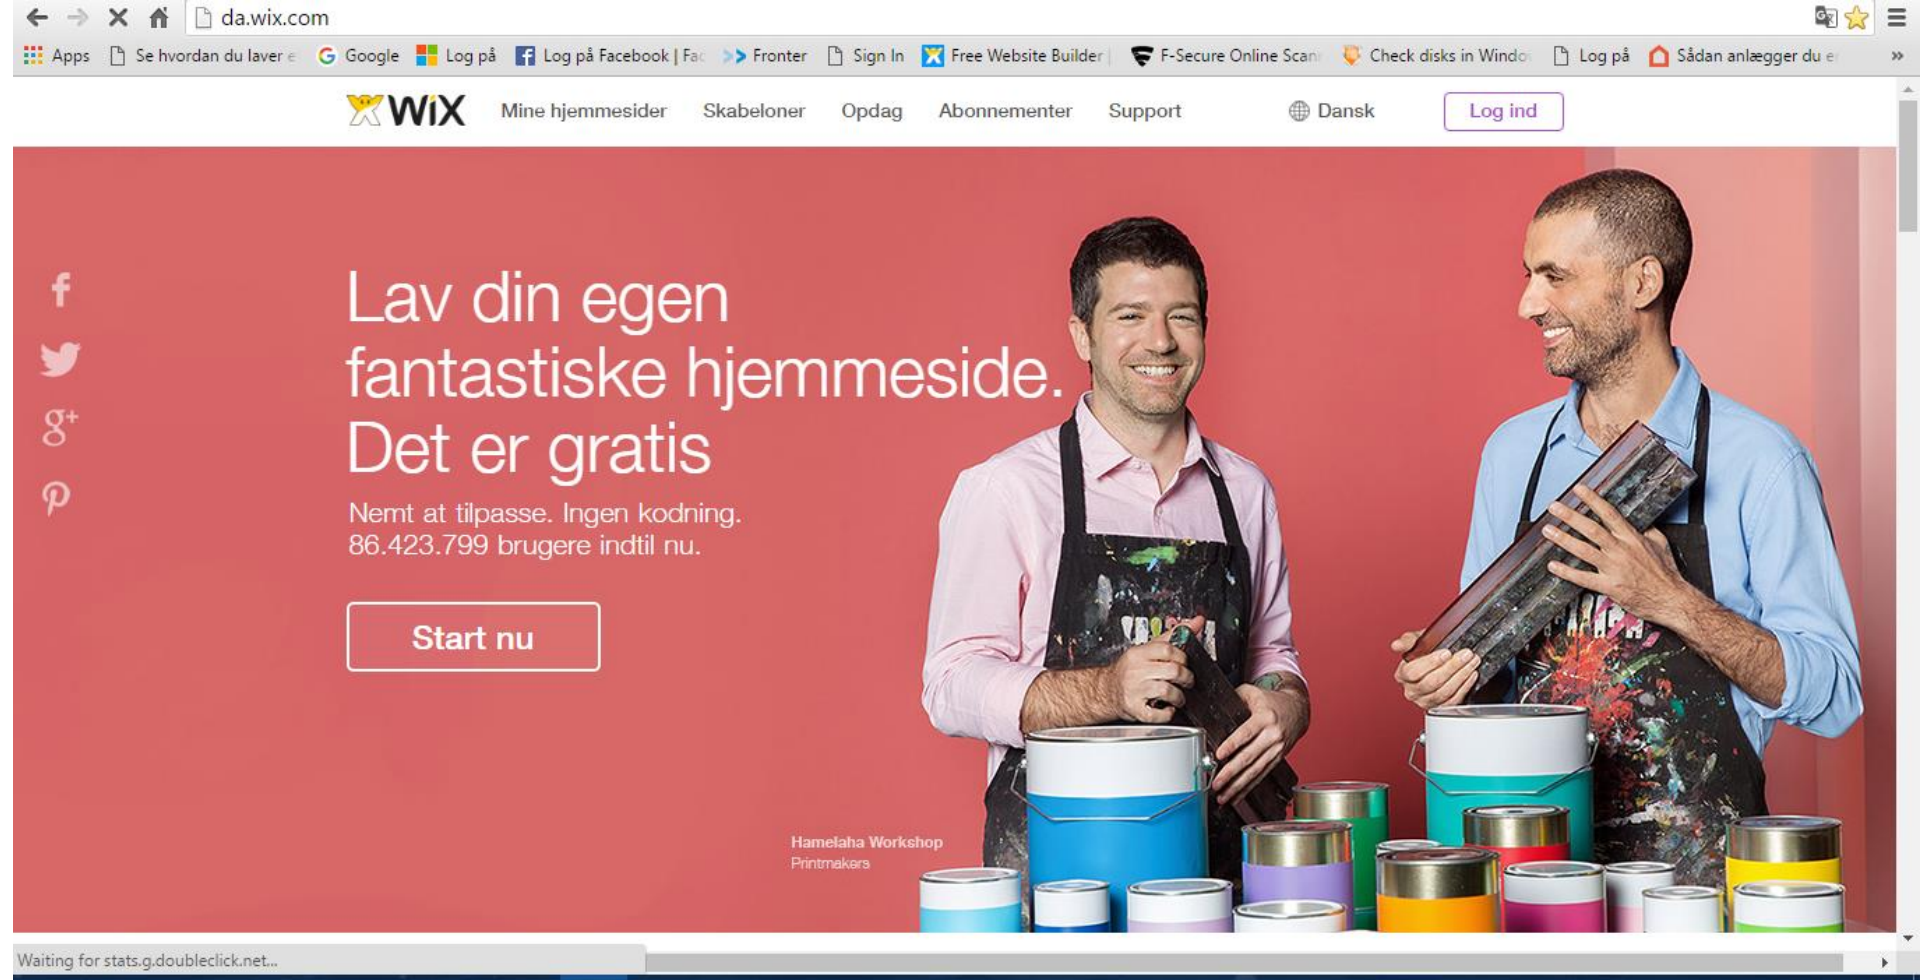 da.wix.com
Apps Se hvordan du laver e Google Log på Log på Facebook | Fac Fronter Sign In Free Website Builder | F-Secure Online Scan Check disks in Windo Log på Sådan anlægger du e »
WiX Mine hjemmesider Skabeloner Opdag Abonnementer Support Dansk Log ind
Lav din egen
fantastiske hjemmeside.
Det er gratis
Nemt at tilpasse. Ingen kodning.
86.423.799 brugere indtil nu.
Start nu
Hamelaha Workshop
Printmakers
Waiting for stats.g.doubleclick.net...